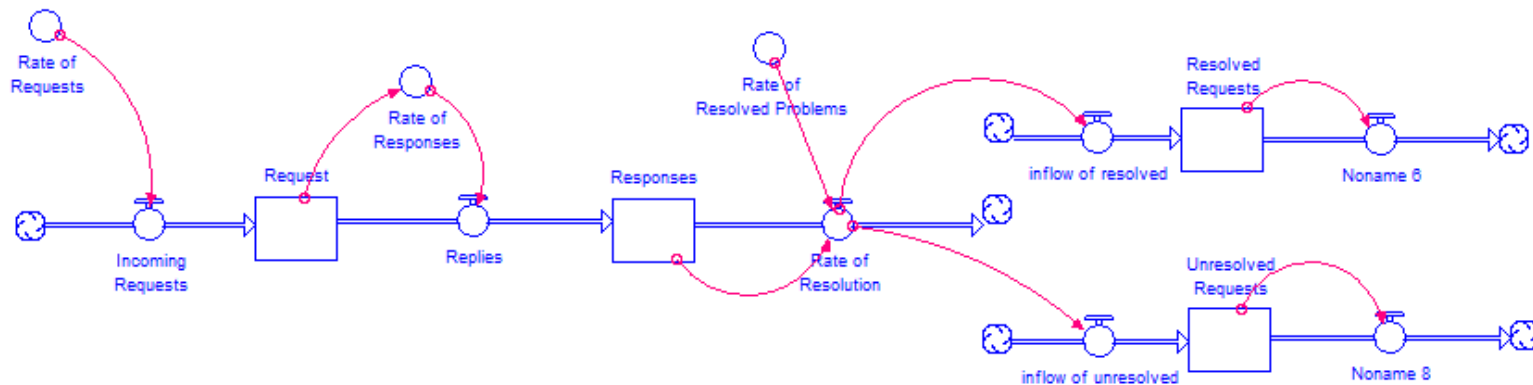 Rate of
Requests
Rate of
Responses
Rate of
Resolved Problems
Resolved
Requests
inflow of resolved
Noname 6
Request
Responses
Incoming
Requests
Replies
Rate of
Resolution
Unresolved
Requests
inflow of unresolved
Noname 8